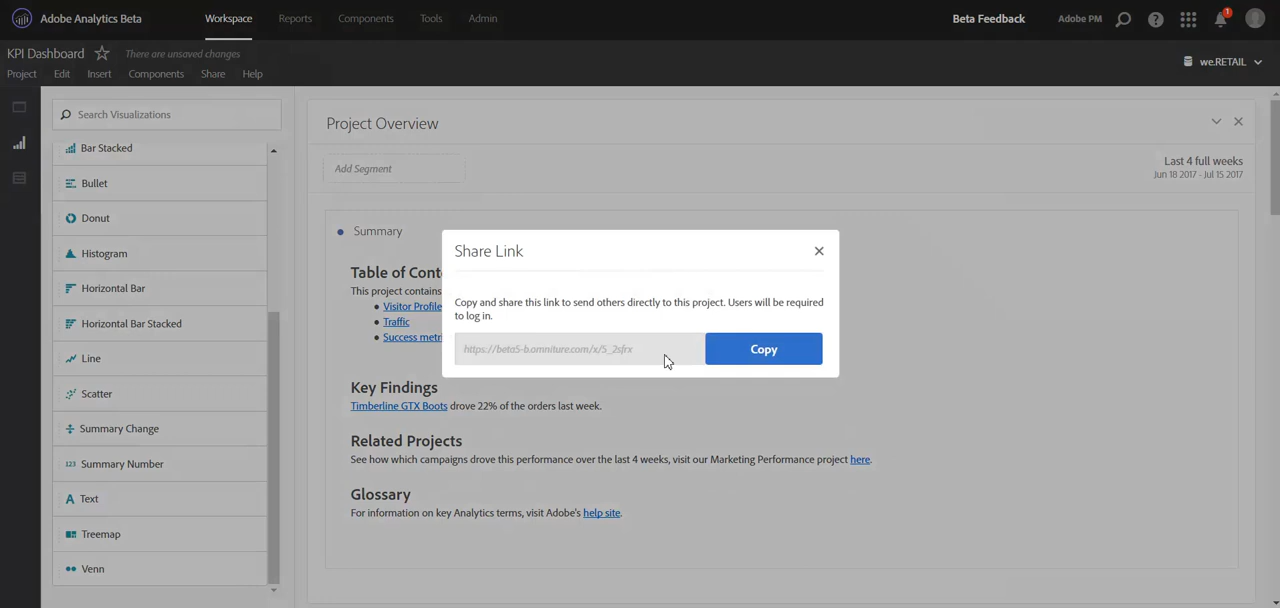 Adobe Analytics Beta Workspace Reports Components Tools Admin Beta Feedback Adobe PM 1
KPI Dashboard There are unsaved changes
Project Edit Insert Components Share Help we.RETAIL
Search Visualizations
Bar Stacked
Bullet
Donut
Histogram
Horizontal Bar
Horizontal Bar Stacked
Line
Scatter
Summary Change
123 Summary Number
A Text
Treemap
Venn
Project Overview
Add Segment
Last 4 full weeks
Jun 18 2017 - Jul 15 2017
Summary
Table of Cont
This project contains
Visitor Profile
Traffic
Success metri
Share Link
Copy and share this link to send others directly to this project. Users will be required
to log in.
https://beta5-b.omniture.com/x/5_2sfrx Copy
Key Findings
Timberline GTX Boots drove 22% of the orders last week.
Related Projects
See how which campaigns drove this performance over the last 4 weeks, visit our Marketing Performance project here.
Glossary
For information on key Analytics terms, visit Adobe's help site.